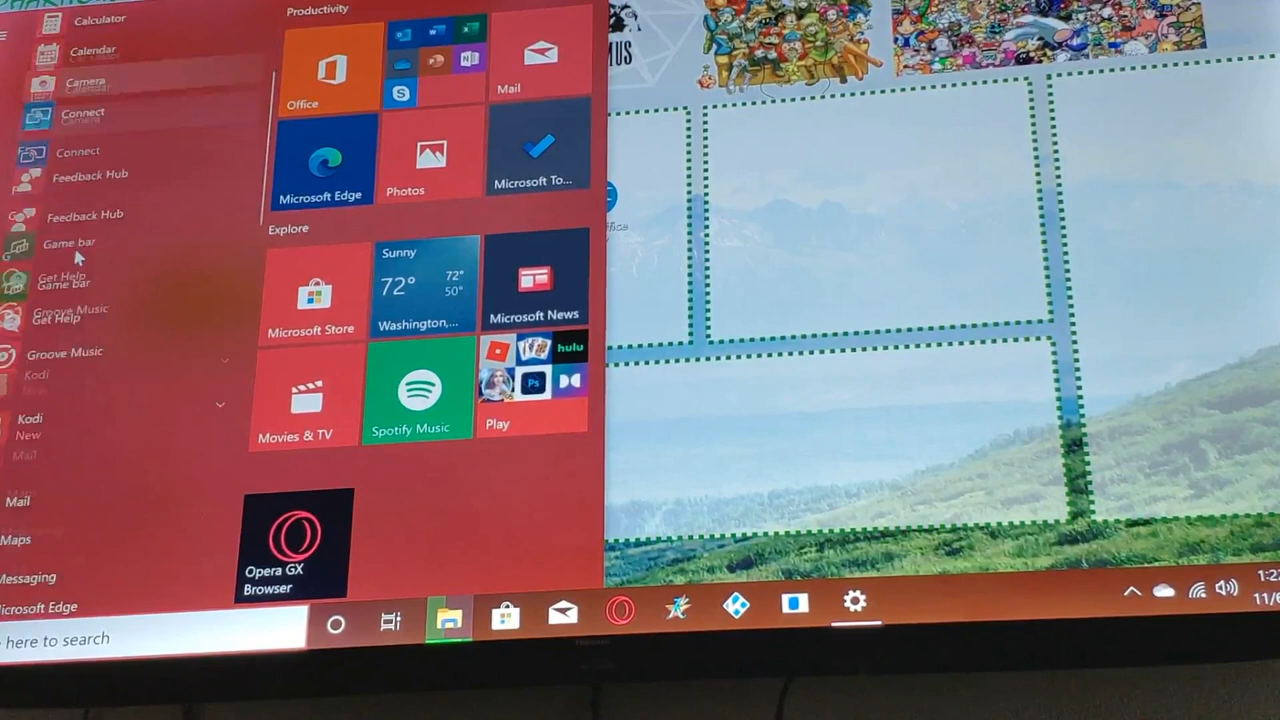 Calculator
Calendar
Camera
Connect
Connect
Feedback Hub
Feedback Hub
Game bar
Get Help
Game bar
Groove Music
Get Help
Groove Music
Kodi
Kodi
New
Mail
Mail
Maps
Messaging
Microsoft Edge
here to search
Productivity
Office
Mail
Microsoft Edge
Photos
Microsoft To...
Explore
Microsoft Store
Sunny
72°
72°
50°
Washington,...
Microsoft News
Movies & TV
Spotify Music
hulu
Ps
Play
Opera GX
Browser
MUS